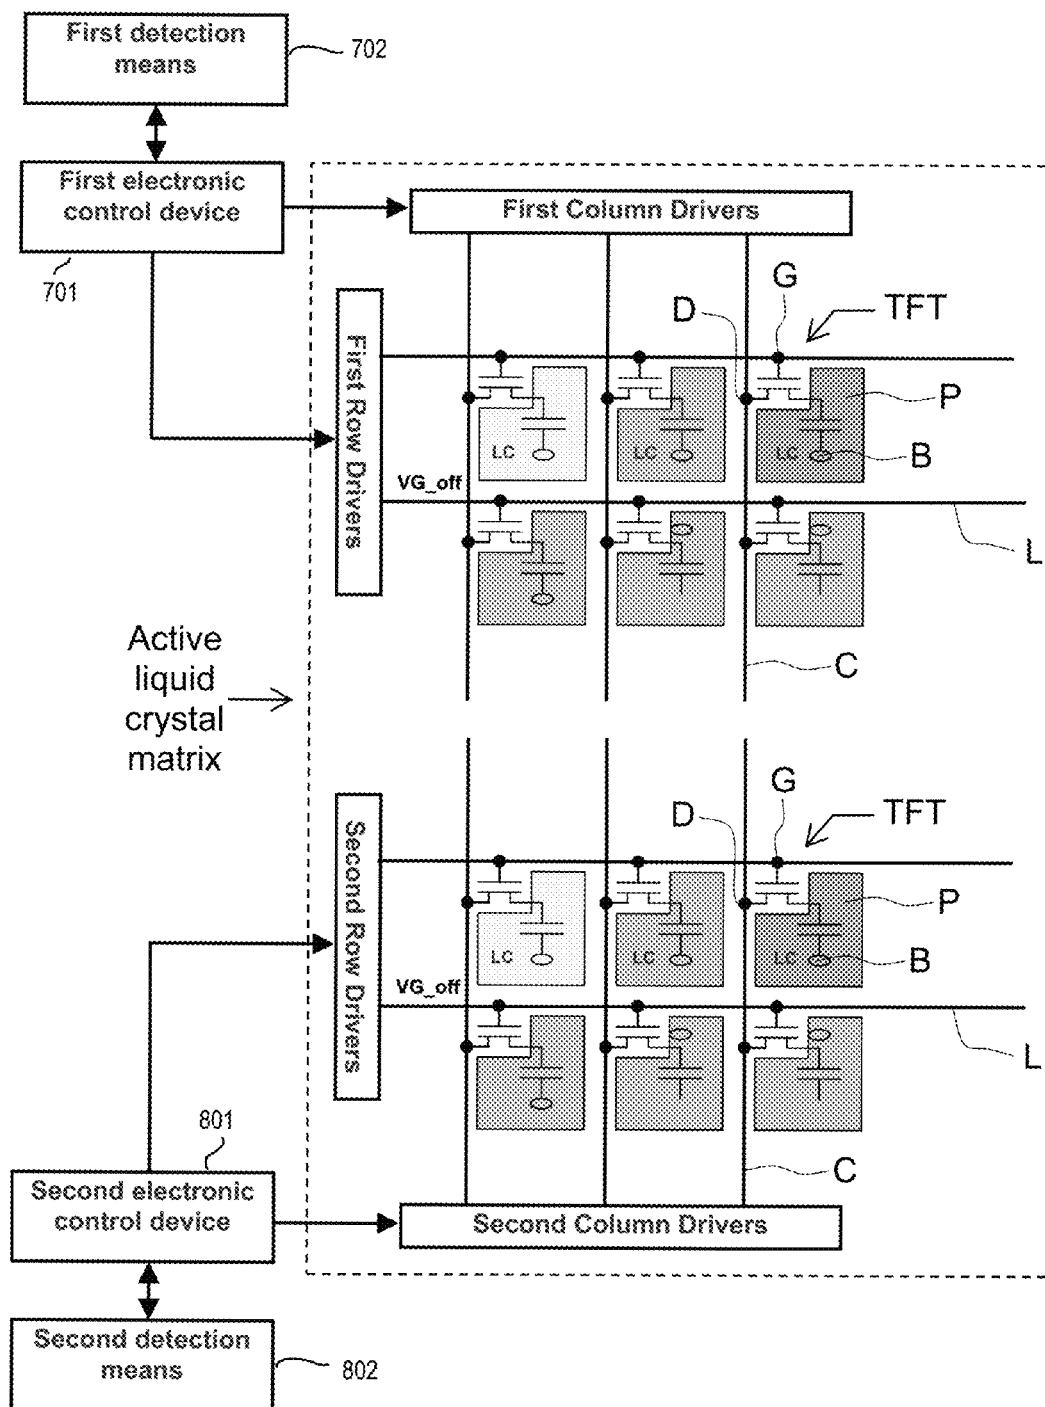 First detection
means
702
First electronic
control device
701
First Column Drivers
G
D
TFT
First Row Drivers
P
LC
LC
LC
B
VG_off
L
Active
liquid
crystal
matrix
C
G
D
TFT
Second Row Drivers
P
LC
LC
LC
B
VG_off
L
801
Second electronic
control device
C
Second Column Drivers
Second detection
means
802